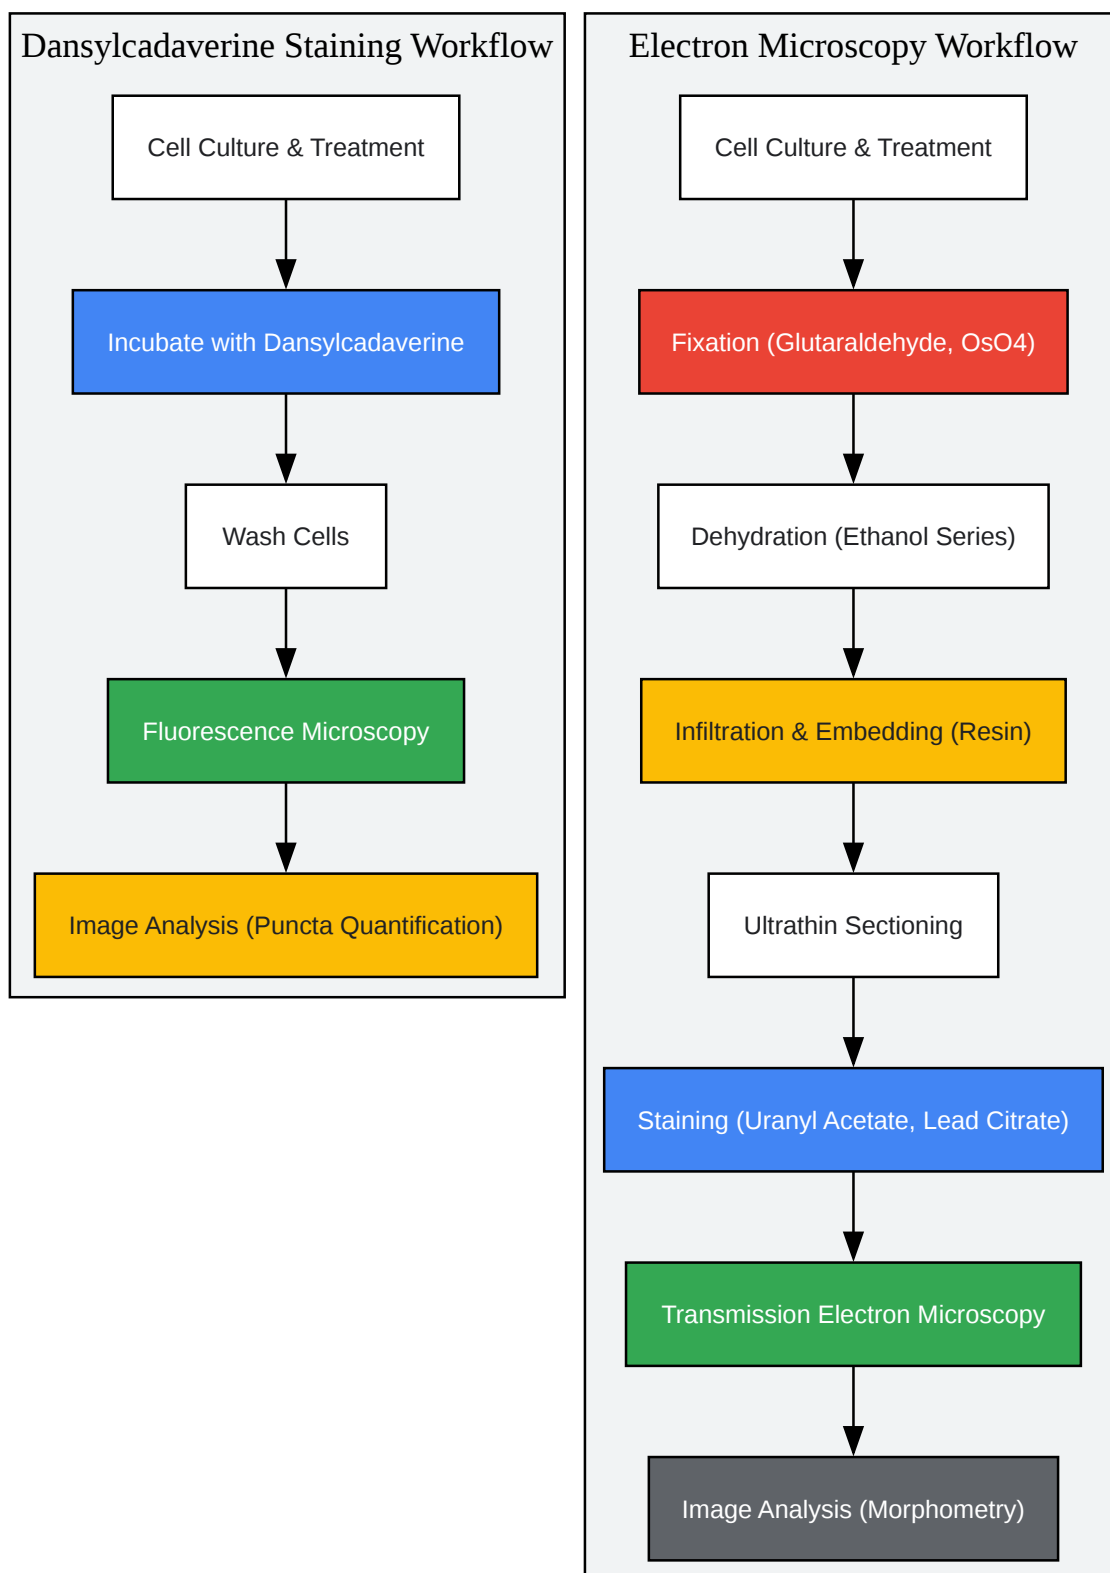 Dansylcadaverine Staining Workflow
Cell Culture & Treatment
Incubate with Dansylcadaverine
Wash Cells
Fluorescence Microscopy
Image Analysis (Puncta Quantification)
Electron Microscopy Workflow
Cell Culture & Treatment
Fixation (Glutaraldehyde, OsO4)
Dehydration (Ethanol Series)
Infiltration & Embedding (Resin)
Ultrathin Sectioning
Staining (Uranyl Acetate, Lead Citrate)
Transmission Electron Microscopy
Image Analysis (Morphometry)